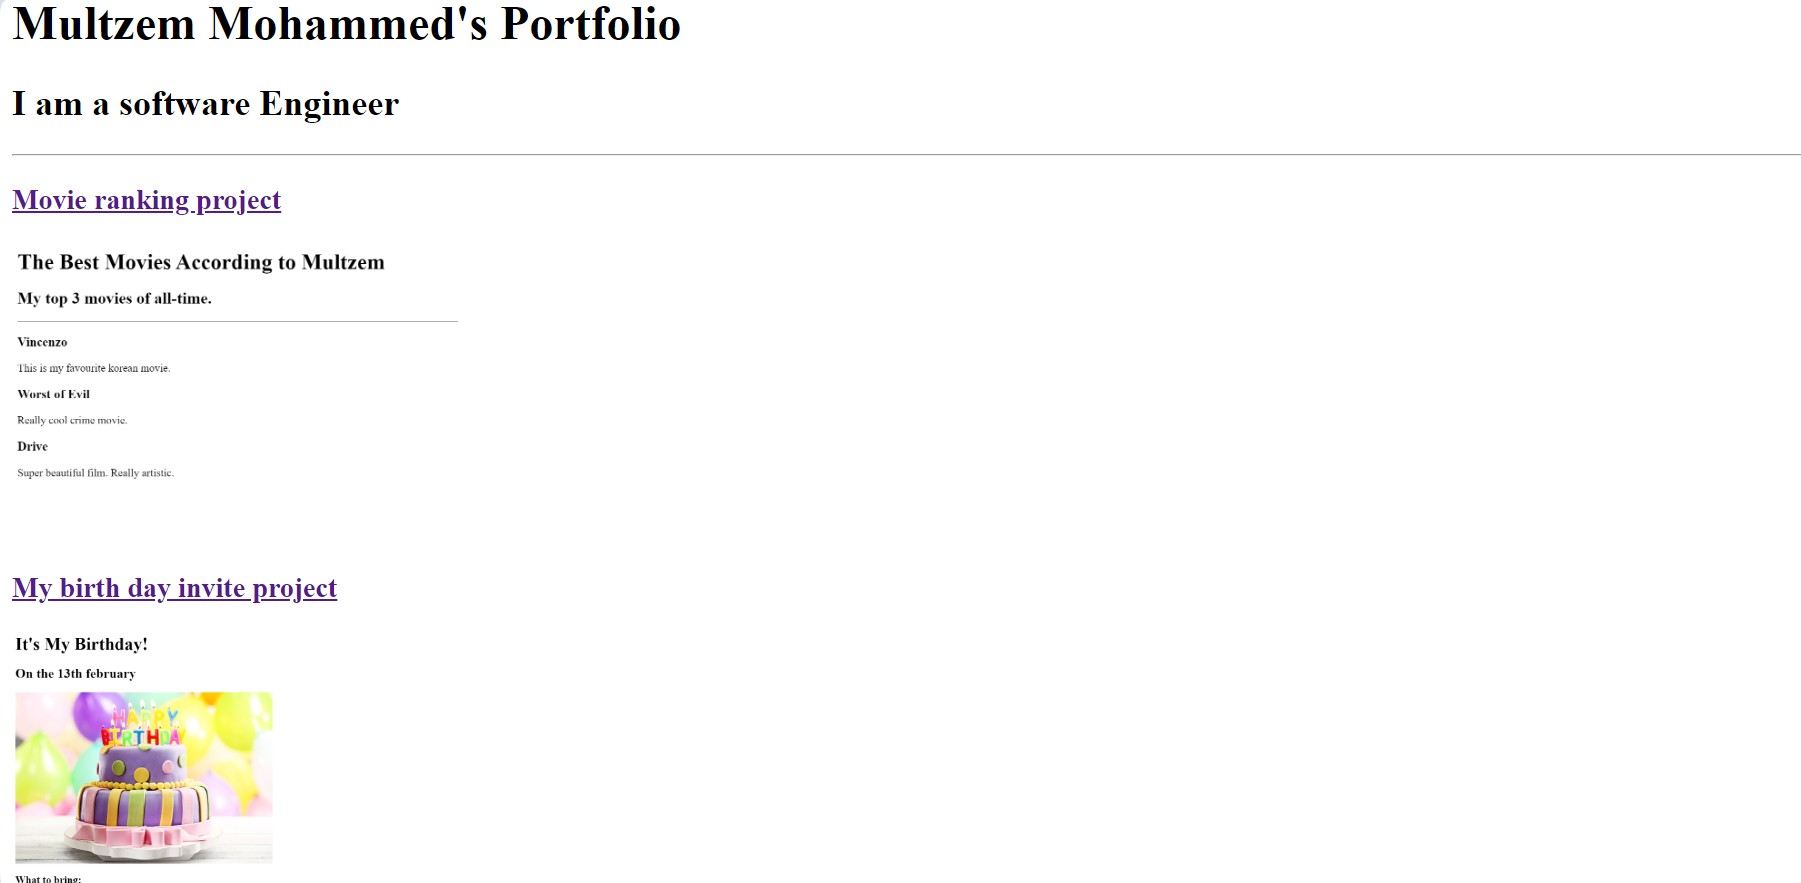 Multzem Mohammed's Portfolio
I am a software Engineer
Movie ranking project
The Best Movies According to Multzem
My top 3 movies of all-time.
Vincenzo
This is my favourite korean movie.
Worst of Evil
Really cool crime movie.
Drive
Super beautiful film. Really artistic.
My birth day invite project
It's My Birthday!
On the 13th february
HAPPY
BIRTHDAY
What to bring: